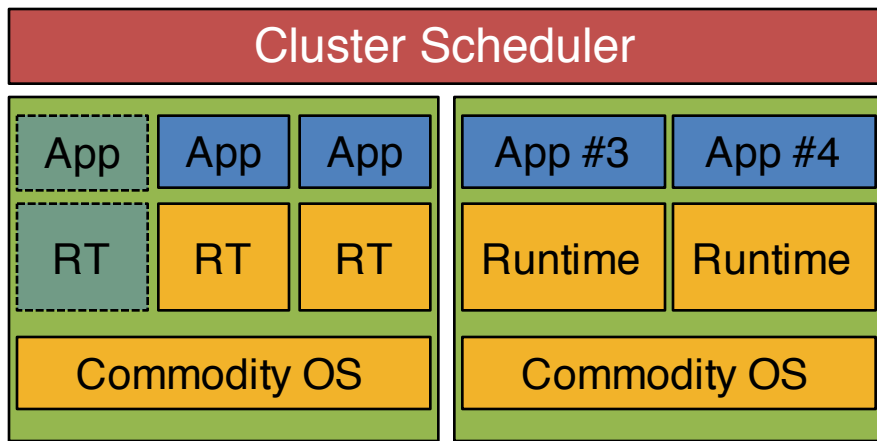 Cluster Scheduler
App App App App #3 App #4
RT RT RT Runtime Runtime
Commodity OS Commodity OS